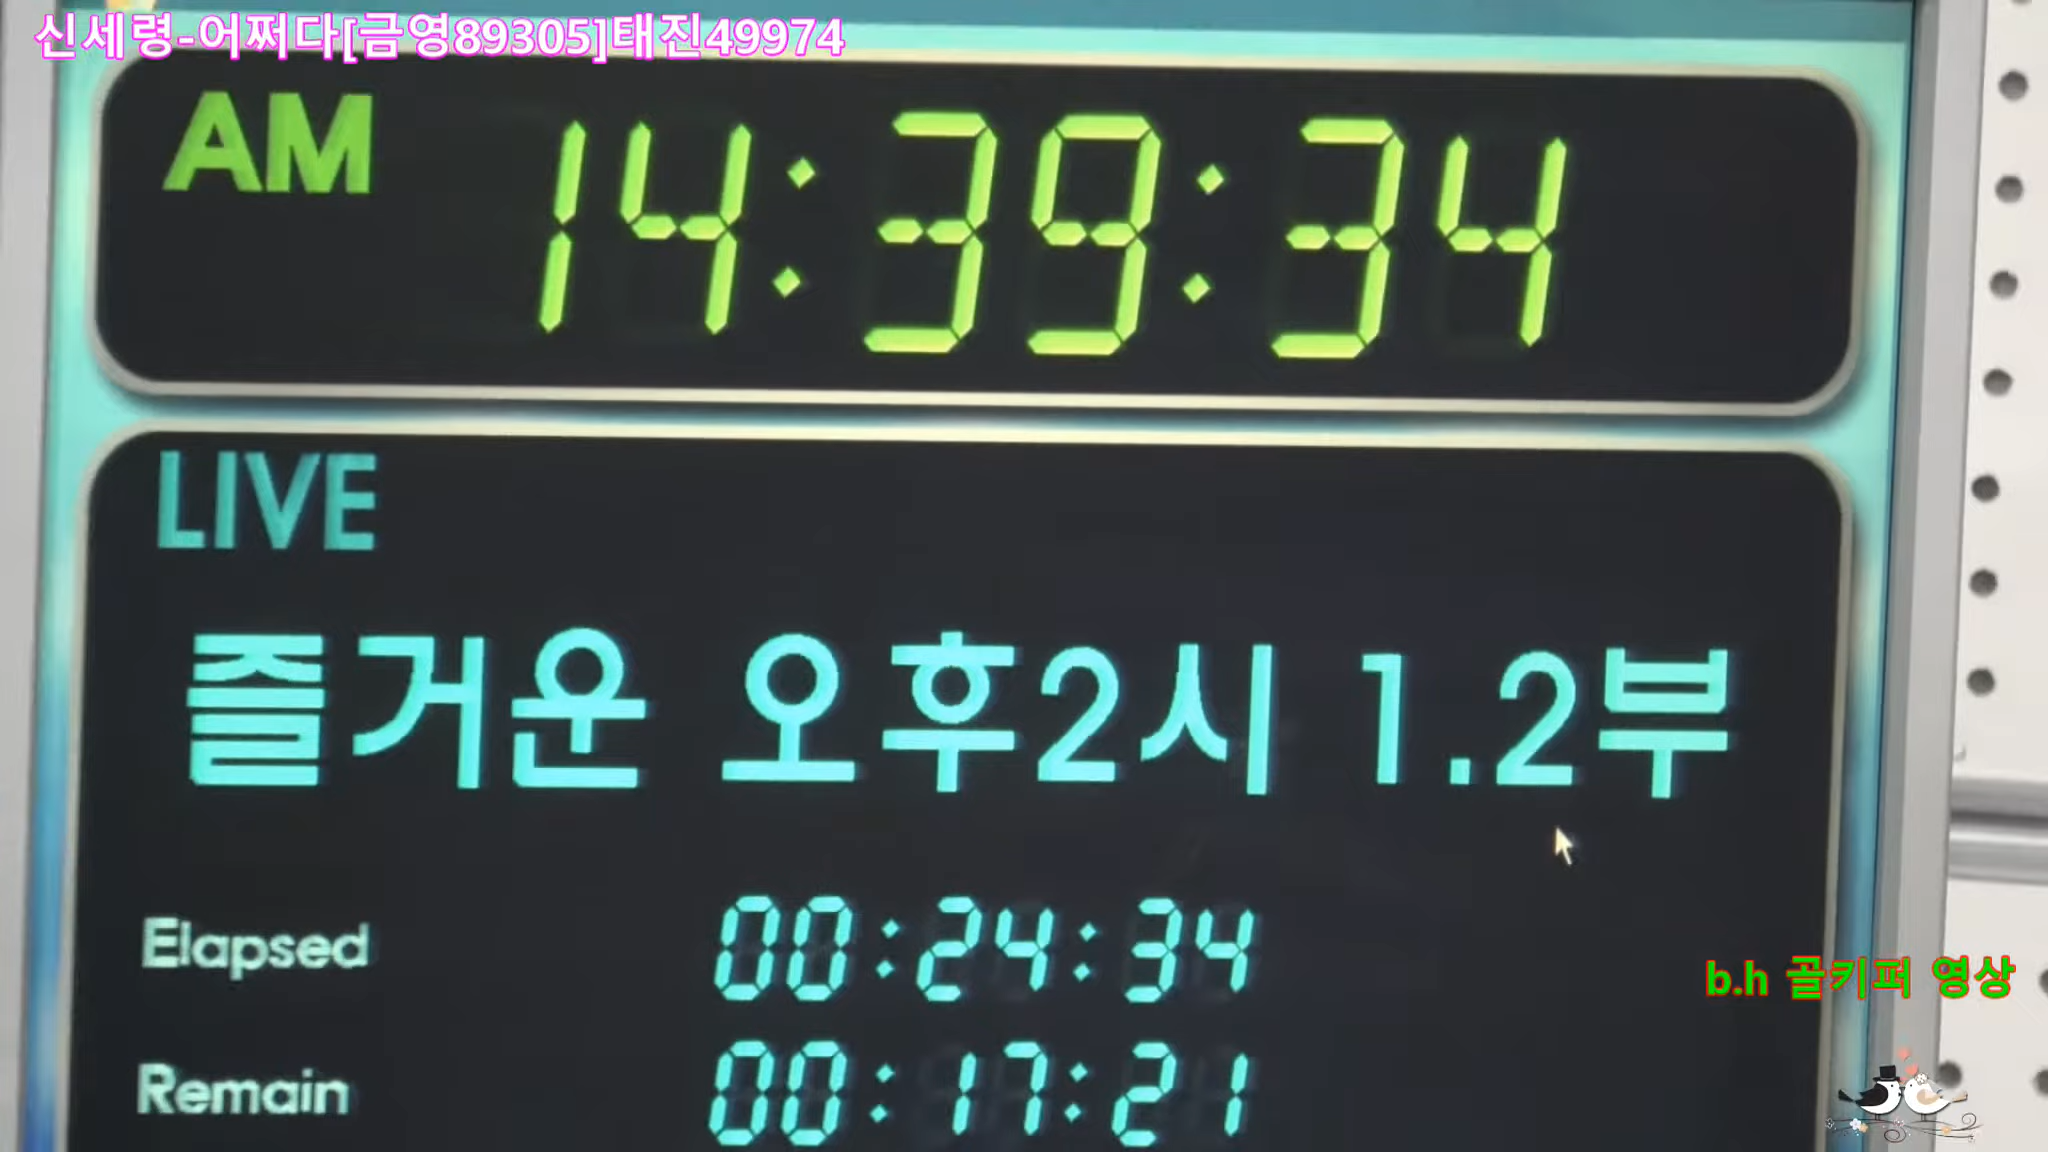 신세령-어쩌다[금영89305]태진49974
AM 14:39:34
LIVE
즐거운 오후2시 1.2부
Elapsed 00:24:34
b.h 골키퍼 영상
Remain 00:17:21